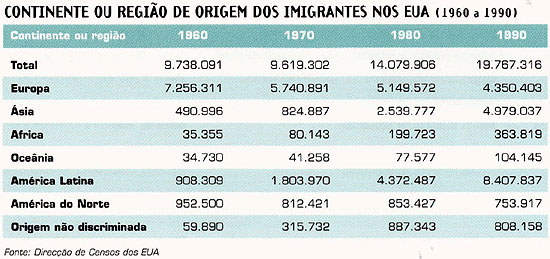 CONTINENTE OU REGIÃO DE ORIGEM DOS IMIGRANTES NOS EUA (1960 a 1990)
Continente ou região 1960 1970 1980 1990
Total 9.738.091 9.619.302 14.079.906 19.767.316
Europa 7.256.311 5.740.891 5.149.572 4.350.403
Ásia 490.996 824.887 2.539.777 4.979.037
Africa 35.355 80.143 199.723 363.819
Oceânia 34.730 41.258 77.577 104.145
América Latina 908.309 1.803.970 4.372.487 8.407.837
América do Norte 952.500 812.421 853.427 753.917
Origem não discriminada 59.890 315.732 887.343 808.158
Fonte: Direcção de Censos dos EUA